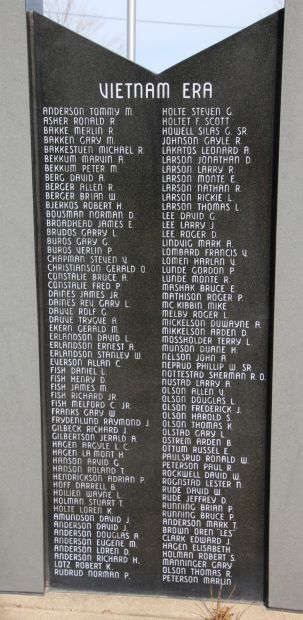 VIETNAM ERA
ANDERSON TOMMY M.
ASHER RONALD R.
BAKKE MERLIN R.
BAKKEN GARY M.
BAKKESTUEN MICHAEL R.
BEKKUM MARVIN A.
BEKKUM PETER M.
BERG DAVID A.
BERGER ALLEN R.
BERGER BRIAN W.
BJERKOS ROBERT H.
BOUSMAN NORMAN D.
BROADHEAD JAMES E.
BRUDOS GARRY L.
BUROS GARY G.
BUROS VERLIN P.
CHAPMAN STEVEN V.
CHRISTIANSON GERALD O.
CONSTALIE BRUCE A.
CONSTALIE FRED P.
DAINES JAMES JR.
DAINES REV. GARY L.
DAUVE ROLF G.
DAUVE TRYGVE A.
EKERN GERALD M.
ERLANDSON DAVID L.
ERLANDSON ERNEST A.
ERLANDSON STANLEY W.
EVERSON ALLAN C.
FISH DANIEL L.
FISH HENRY D.
FISH JAMES M.
FISH RICHARD JR.
FISH MELFORD C. JR.
FRANKS GARY W.
FRYDENLUND RAYMOND J.
GILBECK RICHARD J.
GILBERTSON JERALD A.
HAGEN ARGYLE L. C.
HAGEN LA MONT H.
HANSON ARVID G.
HANSON ROLAND T.
HENDRICKSON ADRIAN P.
HOFF DARRELL B.
HOILIEN WAYNE L.
HOLMAN STUART T.
HOLTE LOREN K.
AMUNDSON DAVID J.
ANDERSON DAVID J.
ANDERSON DOUGLAS A.
ANDERSON EUGENE M.
ANDERSON LOREN D.
ANDERSON RICHARD H.
LOTZ ROBERT K.
RUDRUD NORMAN P.
HOLTE STEVEN G.
HOLTET F. SCOTT
HOWELL SILAS G. SR.
JOHNSON GAYLE R.
LAKATOS LEONARD A.
LARSON JONATHAN D.
LARSON LARRY R.
LARSON MONTE E.
LARSON NATHAN R.
LARSON RICKIE L.
LARSON THOMAS L.
LEE DAVID G.
LEE LARRY J.
LEE ROGER D.
LINDVIG MARK A.
LOMBARD FRANCIS V.
LOMEN HARLAN V.
LUNDE GORDON P.
LUNDE MONTE R.
MASHAK BRUCE E.
MATHISON ROGER P.
MC KIBBIN MIKE
MELBY ROGER L.
MICKELSON DUWAYNE A.
MIKKELSON ARDEN D.
MOSSHOLDER TERRY L.
MUNSON DUANE H.
NELSON JOHN A.
NEPRUD PHILLIP W. SR.
NOTTESTAD SHERMAN R. O.
NUSTAD LARRY A.
OLSON ALLEN V.
OLSON DOUGLAS L.
OLSON FREDERICK J.
OLSON HAROLD S.
OLSON THOMAS K.
OLSTAD GARY L.
OSTREM ARDEN B.
OTTUM RUSSEL E.
PAULSRUD RONALD W.
PETERSON PAUL R.
ROCKWELL DAVID W.
ROGNSTAD LESTER N.
RUDE DAVID W.
RUDE JEFFREY D.
RUNNING BRIAN P.
RUNNING BRUCE P.
ANDERSON MARK T.
BROWN OREN "LES"
CLARK EDWARD J.
HAGEN ELISABETH
HOLMAN ROBERT S.
MANNINGER GARY
OLSON THOMAS R.
PETERSON MARLIN